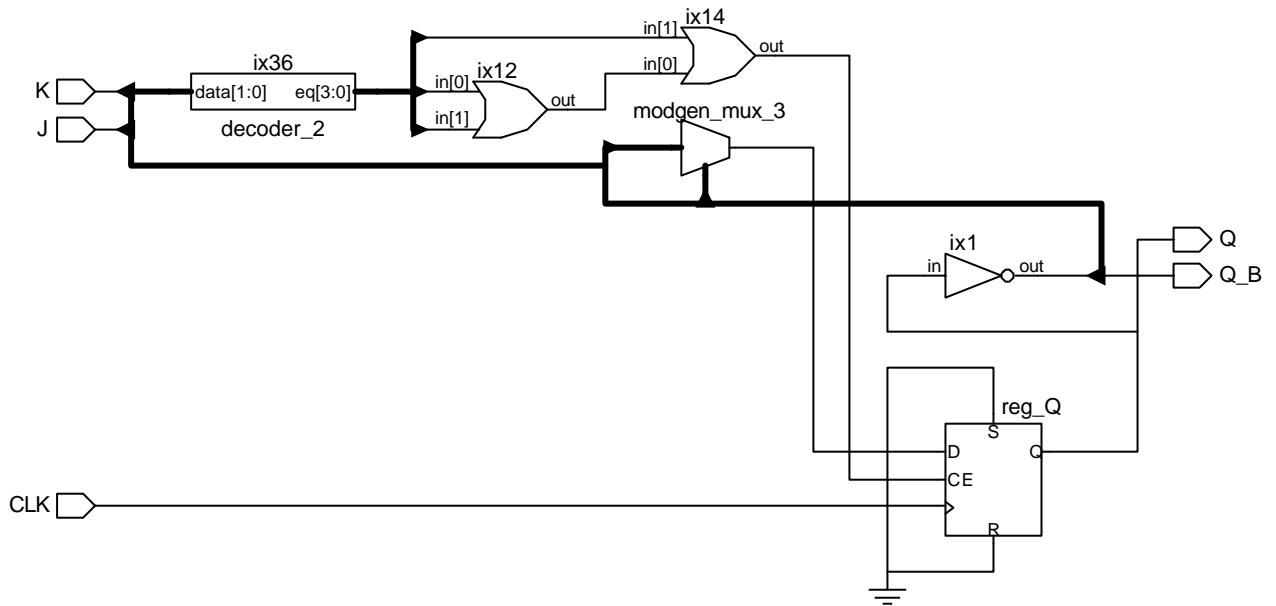 ix14
in[1]
out
in[0]
ix36
K
data[1:0] eq[3:0]
decoder_2
J
ix12
in[0]
in[1]
out
modgen_mux_3
ix1
in
out
Q
Q_B
reg_Q
S
D
Q
CE
CLK
R